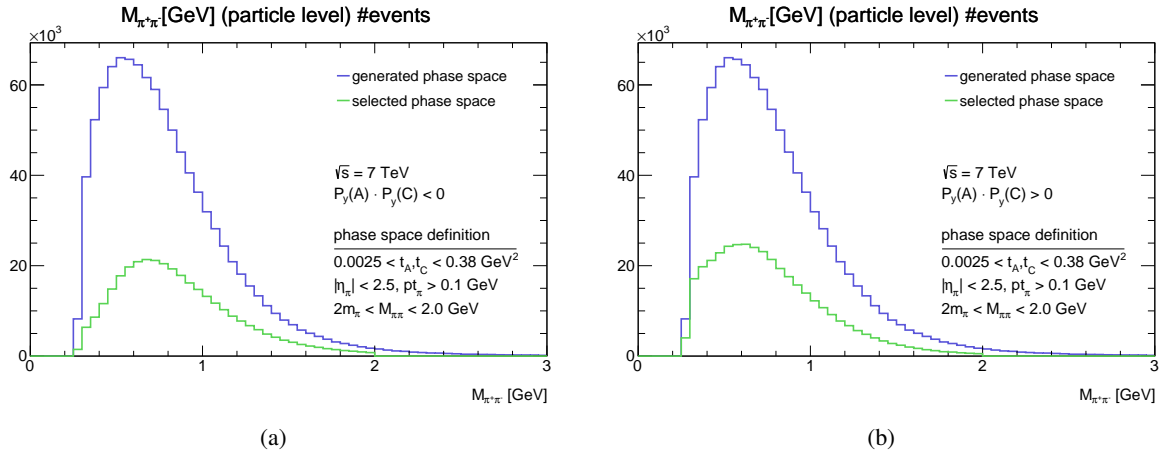 M_π⁺π⁻[GeV] (particle level) #events
×10³
60
40
20
0
generated phase space
selected phase space
√s = 7 TeV
P_y(A) · P_y(C) < 0
phase space definition
0.0025 < t_A,t_C < 0.38 GeV²
|η_π| < 2.5, pt_π > 0.1 GeV
2m_π < M_ππ < 2.0 GeV
0 1 2 3
M_π⁺π⁻ [GeV]
(a)
M_π⁺π⁻[GeV] (particle level) #events
×10³
60
40
20
0
generated phase space
selected phase space
√s = 7 TeV
P_y(A) · P_y(C) > 0
phase space definition
0.0025 < t_A,t_C < 0.38 GeV²
|η_π| < 2.5, pt_π > 0.1 GeV
2m_π < M_ππ < 2.0 GeV
0 1 2 3
M_π⁺π⁻ [GeV]
(b)